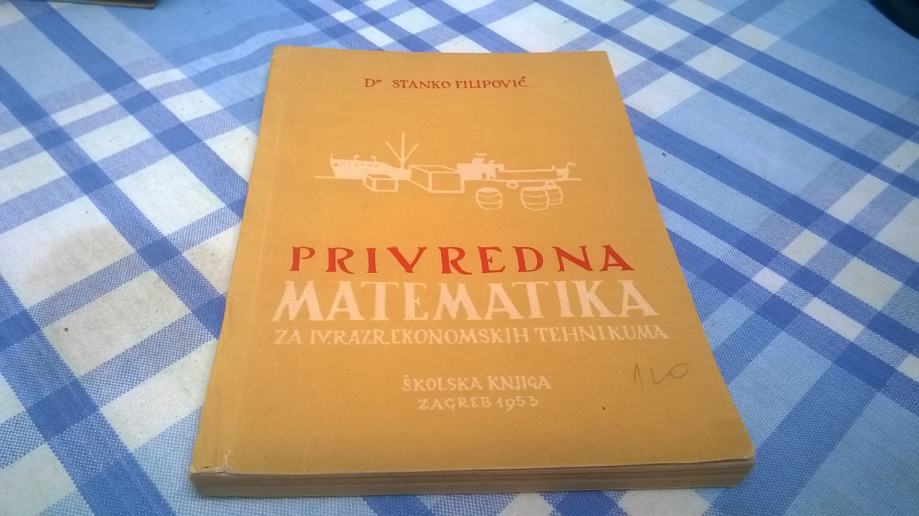 Dr STANKO FILIPOVIĆ
PRIVREDNA
MATEMATIKA
ZA IV. RAZR. EKONOMSKIH TEHNIKUMA
ŠKOLSKA KNJIGA
ZAGREB 1953
120